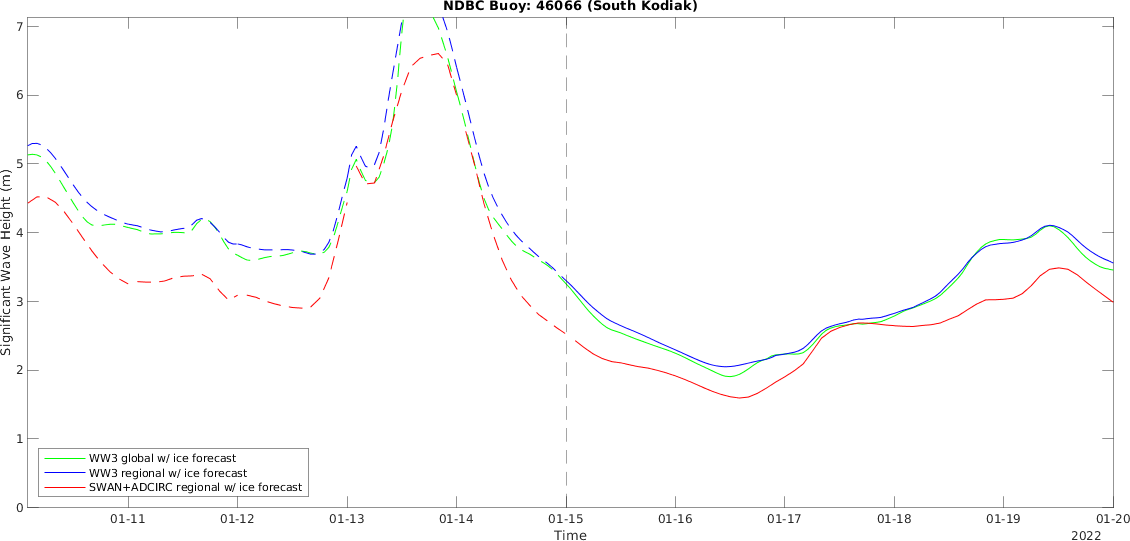 NDBC Buoy: 46066 (South Kodiak)
7
6
5
4
3
2
1
0
Significant Wave Height (m)
WW3 global w/ ice forecast
WW3 regional w/ ice forecast
SWAN+ADCIRC regional w/ ice forecast
01-11 01-12 01-13 01-14 01-15 01-16 01-17 01-18 01-19 01-20
Time
2022